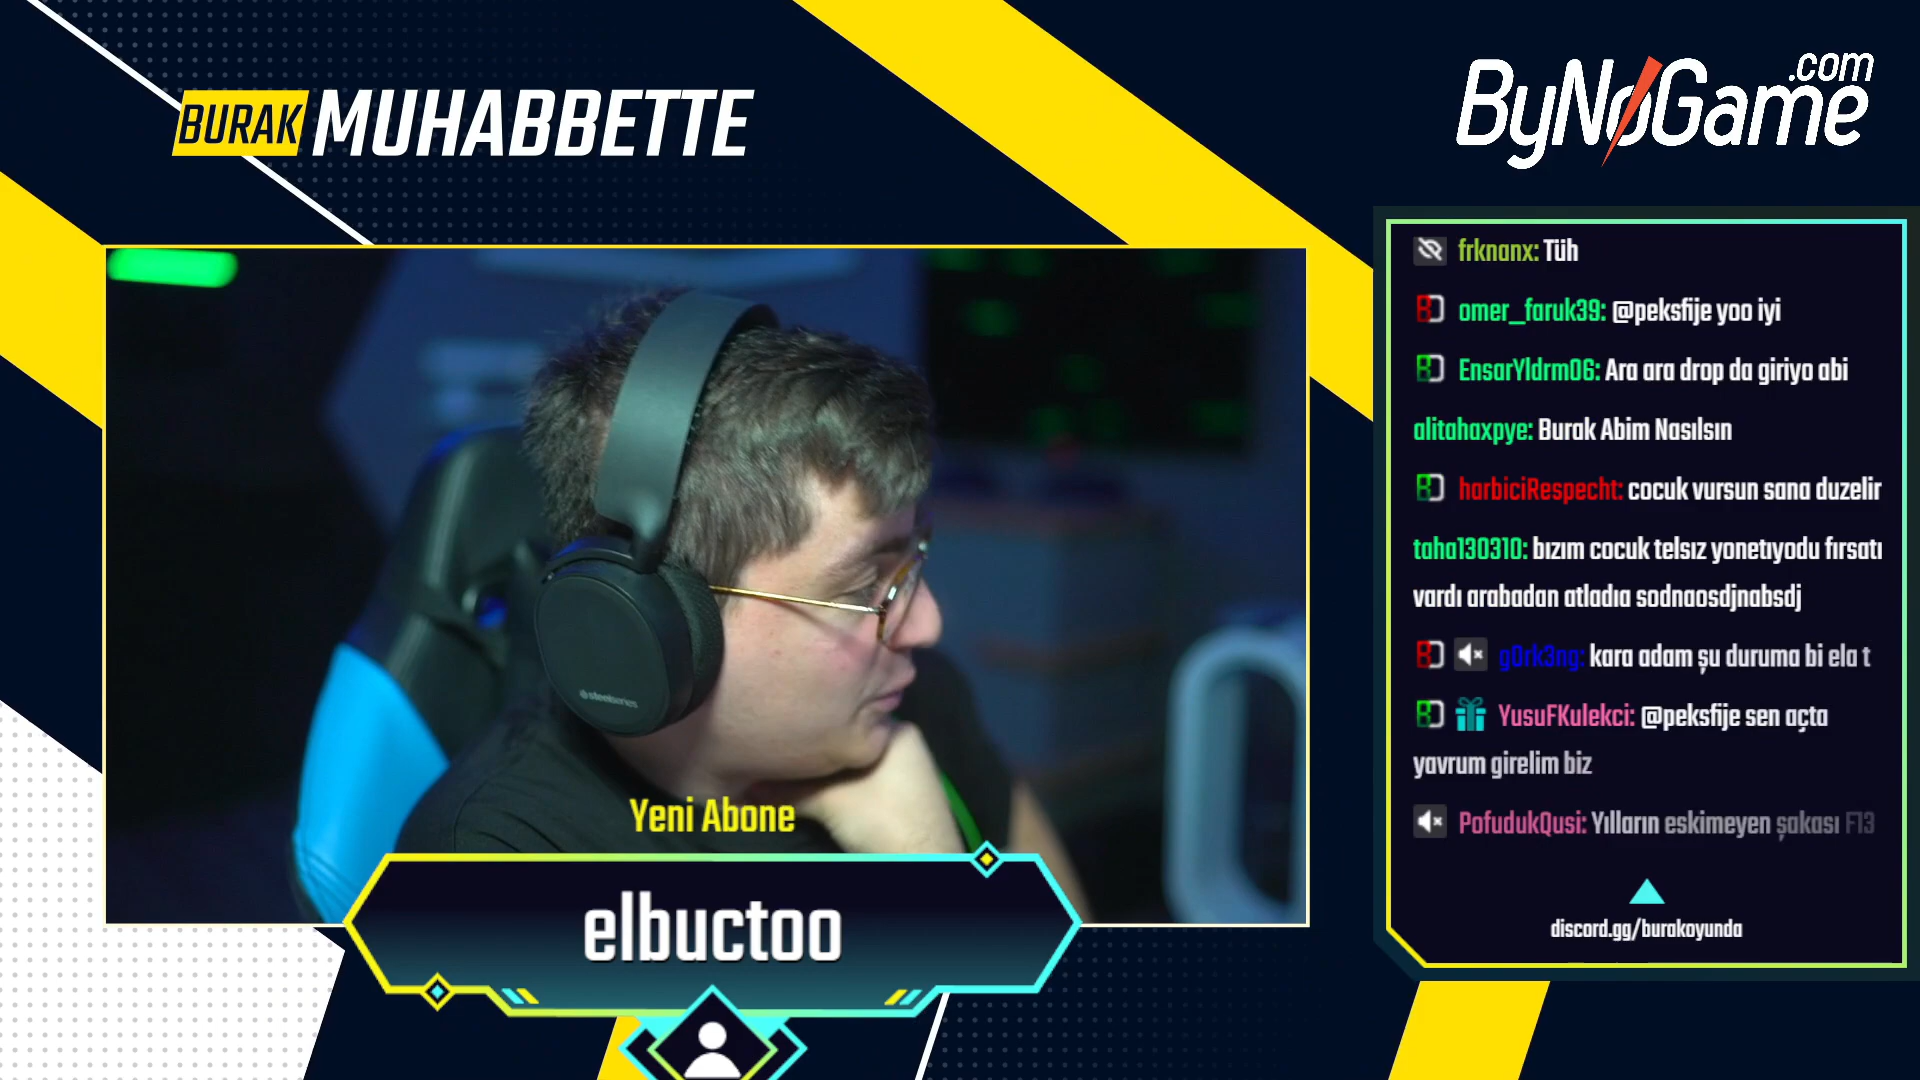 BURAK MUHABBETTE
ByNoGame.com
frknanx: Tüh
omer_faruk39: @peksfije yoo iyi
EnsarYldrm06: Ara ara drop da giriyo abi
alitahaxpye: Burak Abim Nasılsın
harbiciRespecht: cocuk vursun sana duzelir
taha130310: bızım cocuk telsız yonetıyodu fırsatı
vardı arabadan atladıa sodnaosdjnabsdj
g0rk3ng: kara adam şu duruma bi ela t
YusuFKulekci: @peksfije sen açta
yavrum girelim biz
PofudukQusi: Yılların eskimeyen şakası F13
discord.gg/burakoyunda
steelseries
Yeni Abone
elbuctoo